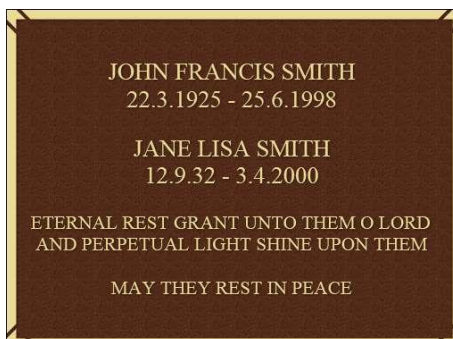 JOHN FRANCIS SMITH
22.3.1925 - 25.6.1998
JANE LISA SMITH
12.9.32 - 3.4.2000
ETERNAL REST GRANT UNTO THEM O LORD
AND PERPETUAL LIGHT SHINE UPON THEM
MAY THEY REST IN PEACE